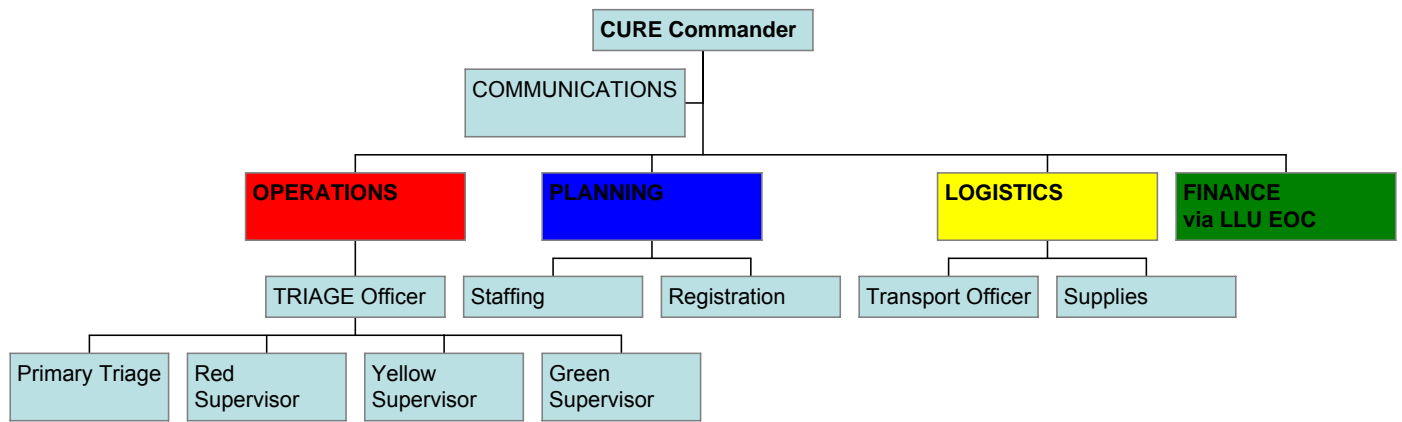 CURE Commander
COMMUNICATIONS
OPERATIONS
PLANNING
LOGISTICS
FINANCE
via LLU EOC
TRIAGE Officer
Staffing
Registration
Transport Officer
Supplies
Primary Triage
Red
Supervisor
Yellow
Supervisor
Green
Supervisor